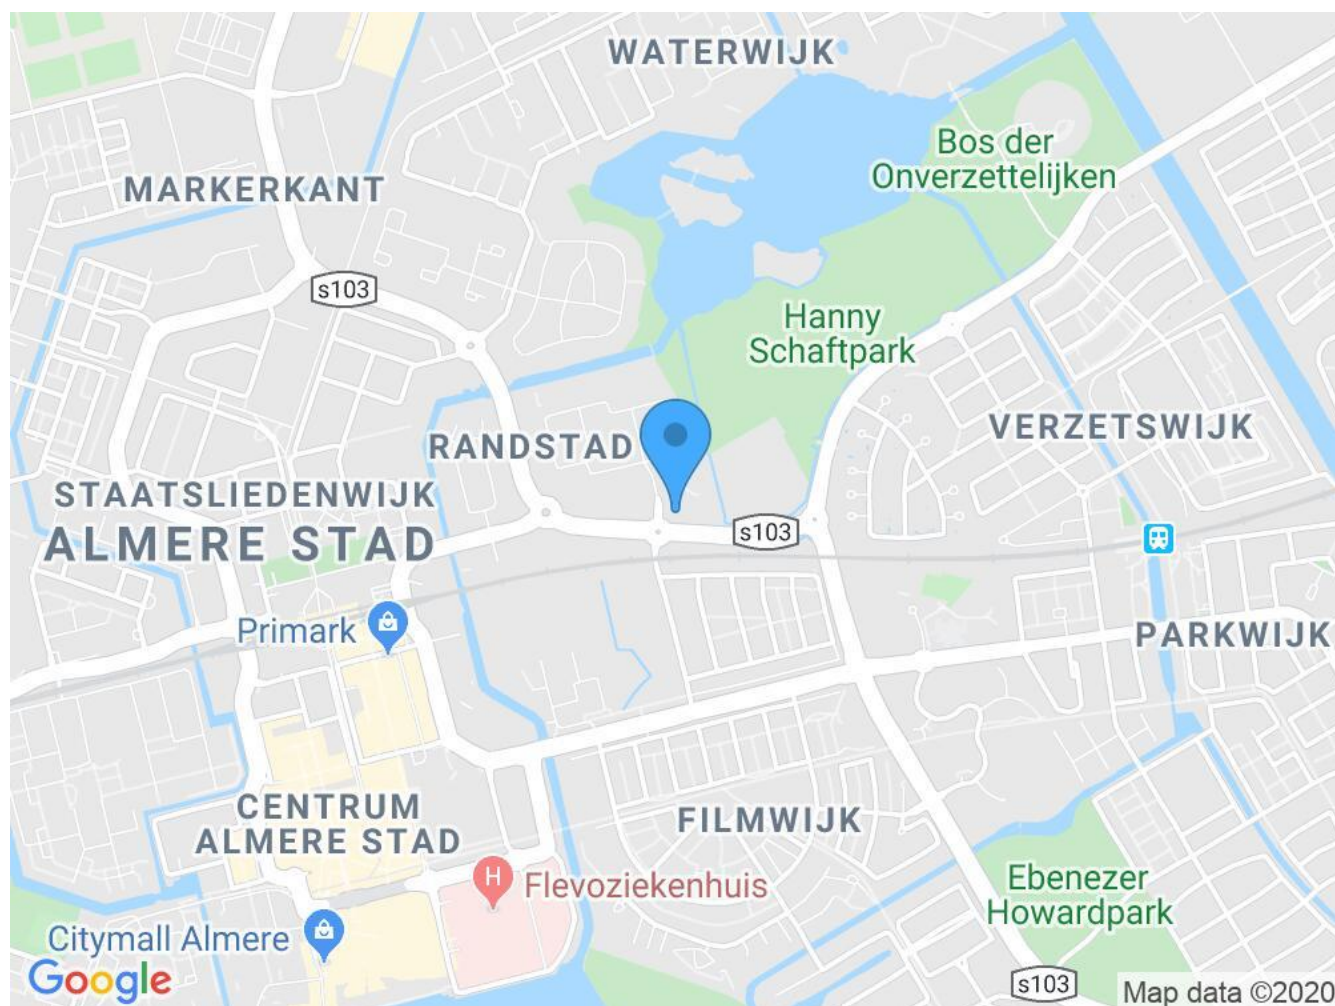 WATERWIJK
Bos der
Onverzettelijken
MARKERKANT
s103
Hanny
Schaftpark
VERZETSWIJK
RANDSTAD
STAATSLIEDENWIJK
ALMERE STAD
s103
Primark
PARKWIJK
CENTRUM
ALMERE STAD
FILMWIJK
H
Flevoziekenhuis
Ebenezer
Howardpark
Citymall Almere
Google
s103
Map data ©2020